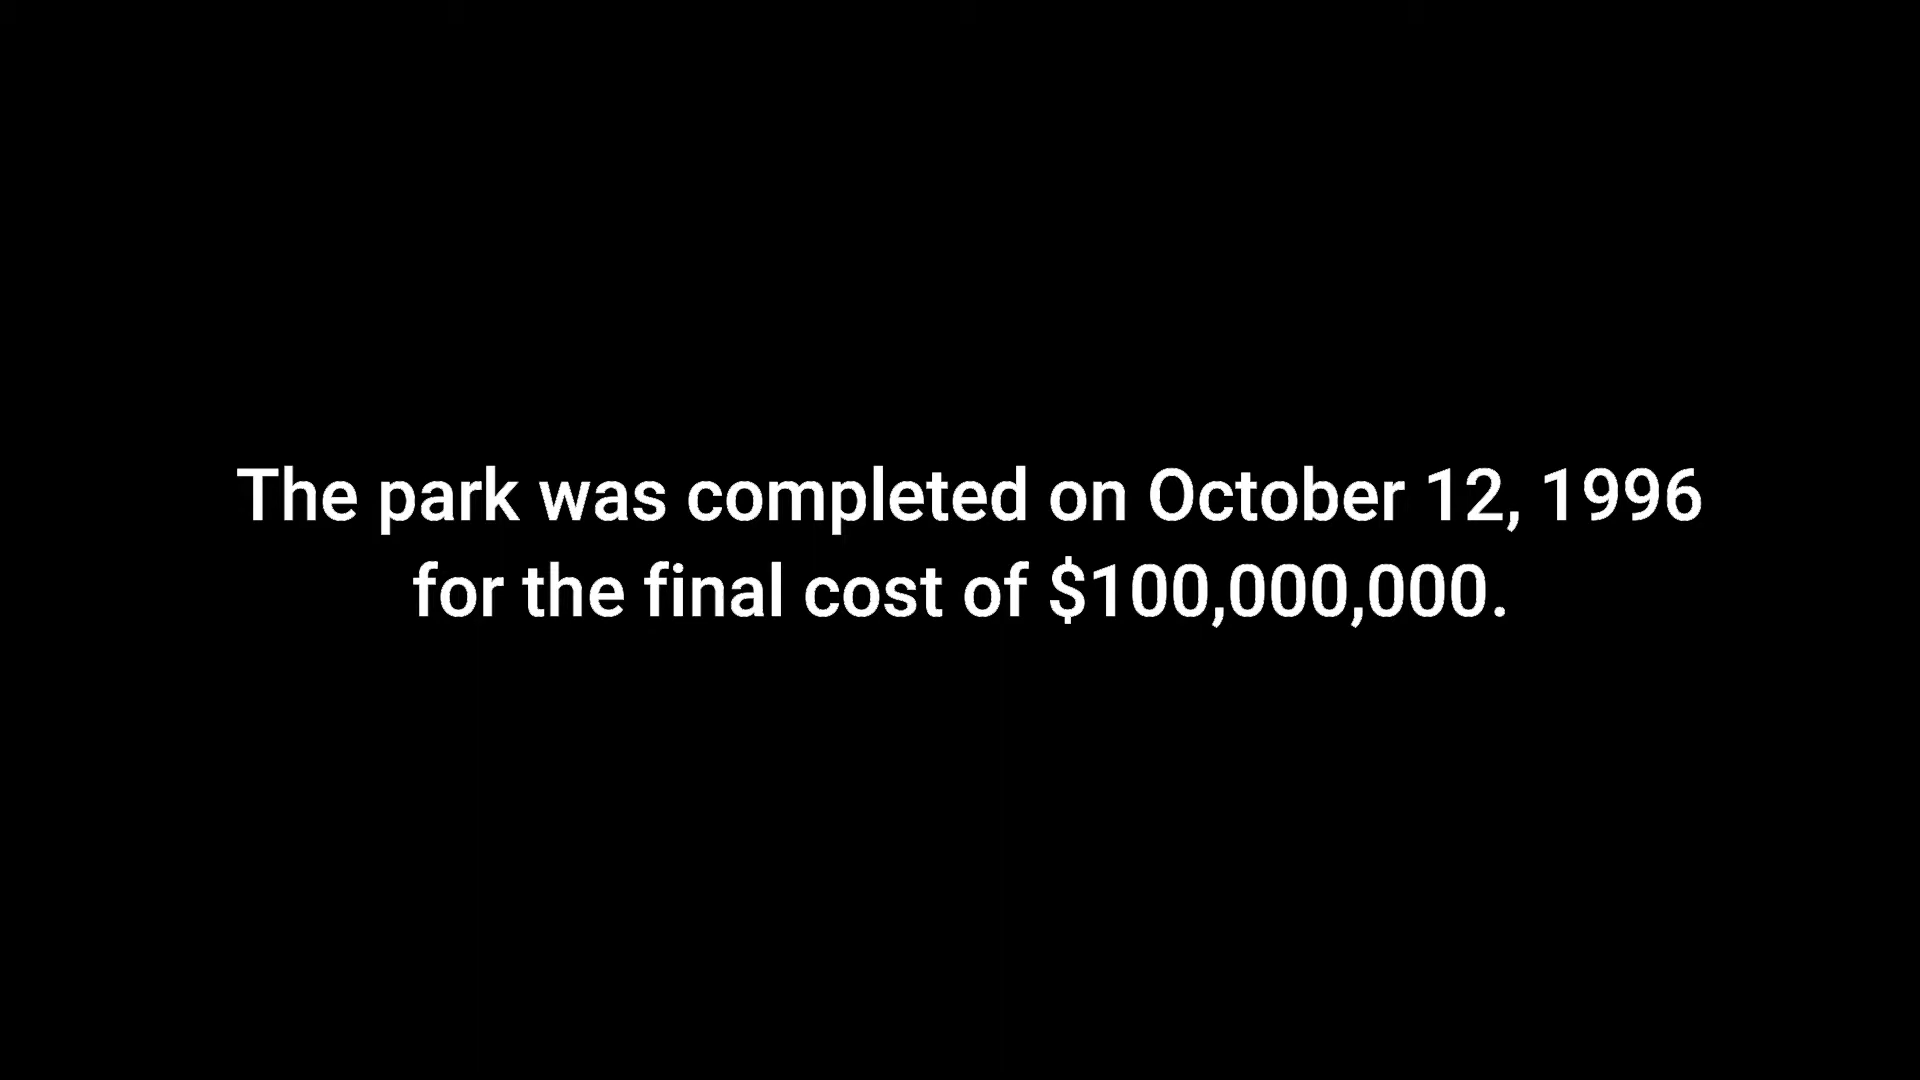 The park was completed on October 12, 1996
for the final cost of $100,000,000.